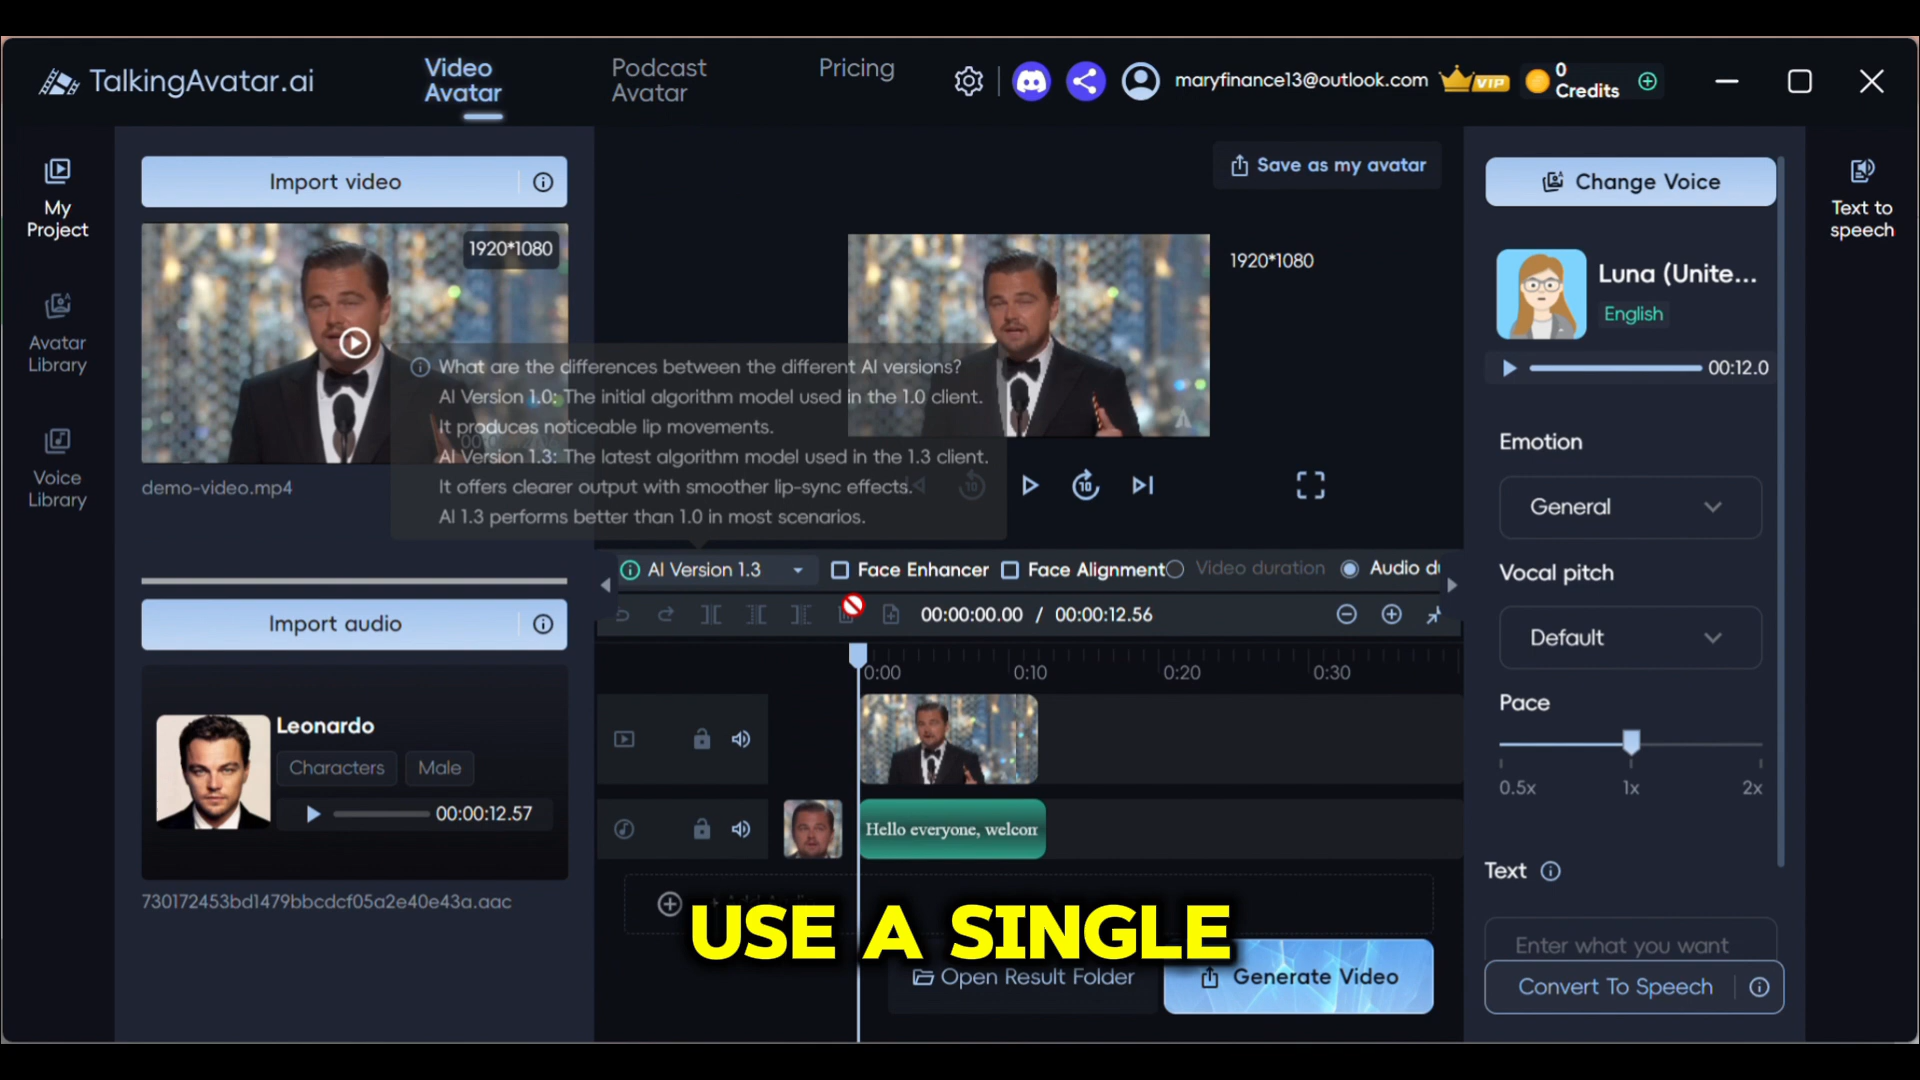 TalkingAvatar.ai
Video
Avatar
Podcast
Avatar
Pricing
maryfinance13@outlook.com
VIP
0
Credits
My
Project
Avatar
Library
Voice
Library
Import video
1920*1080
demo-video.mp4
What are the differences between the different AI versions?
AI Version 1.0: The initial algorithm model used in the 1.0 client.
It produces noticeable lip movements.
AI Version 1.3: The latest algorithm model used in the 1.3 client.
It offers clearer output with smoother lip-sync effects.
AI 1.3 performs better than 1.0 in most scenarios.
Import audio
Leonardo
Characters
Male
00:00:12.57
730172453bd1479bbcdcf05a2e40e43a.aac
Save as my avatar
1920*1080
10
10
AI Version 1.3
Face Enhancer
Face Alignment
Video duration
Audio du
00:00:00.00 / 00:00:12.56
0:00
0:10
0:20
0:30
Hello everyone, welcom
USE A SINGLE
Open Result Folder
Generate Video
Change Voice
Luna (Unite...
English
00:12.0
Emotion
General
Vocal pitch
Default
Pace
0.5x
1x
2x
Text
Enter what you want
Convert To Speech
Text to
speech